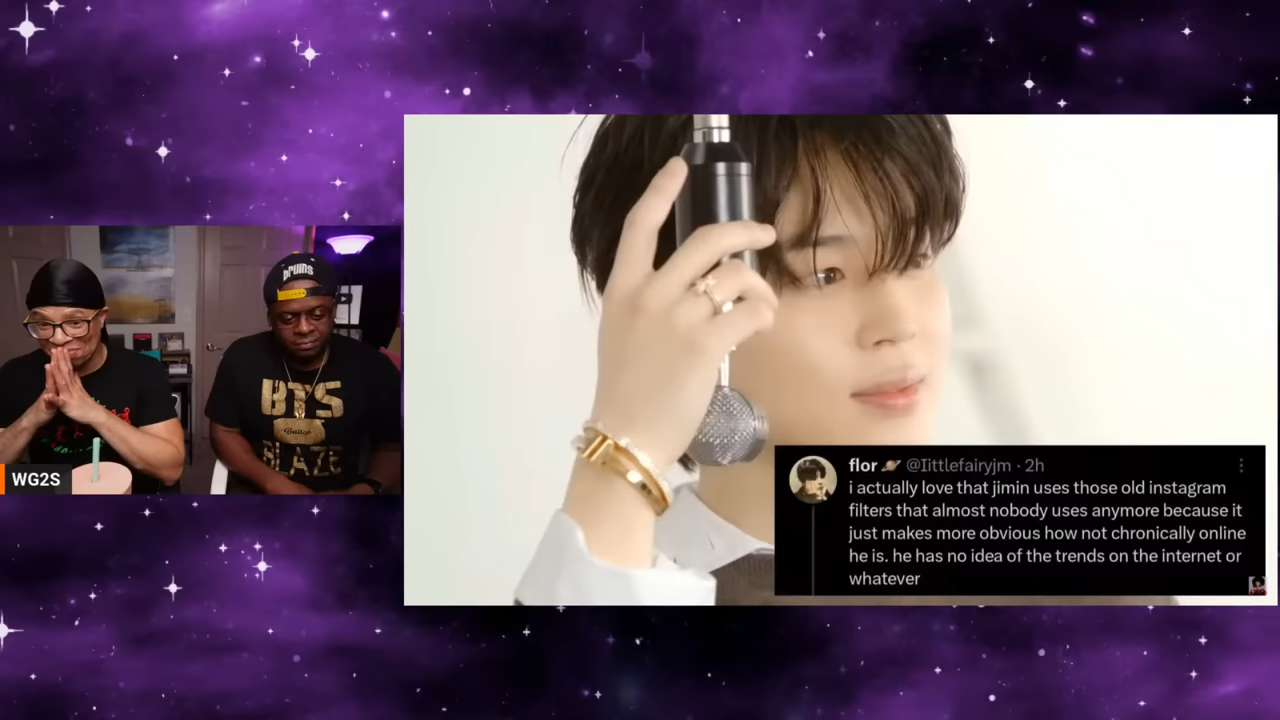 bruins
BTS
Butter
BLAZE
WG2S
flor 🪐 @Iittlefairyjm · 2h
i actually love that jimin uses those old instagram
filters that almost nobody uses anymore because it
just makes more obvious how not chronically online
he is. he has no idea of the trends on the internet or
whatever